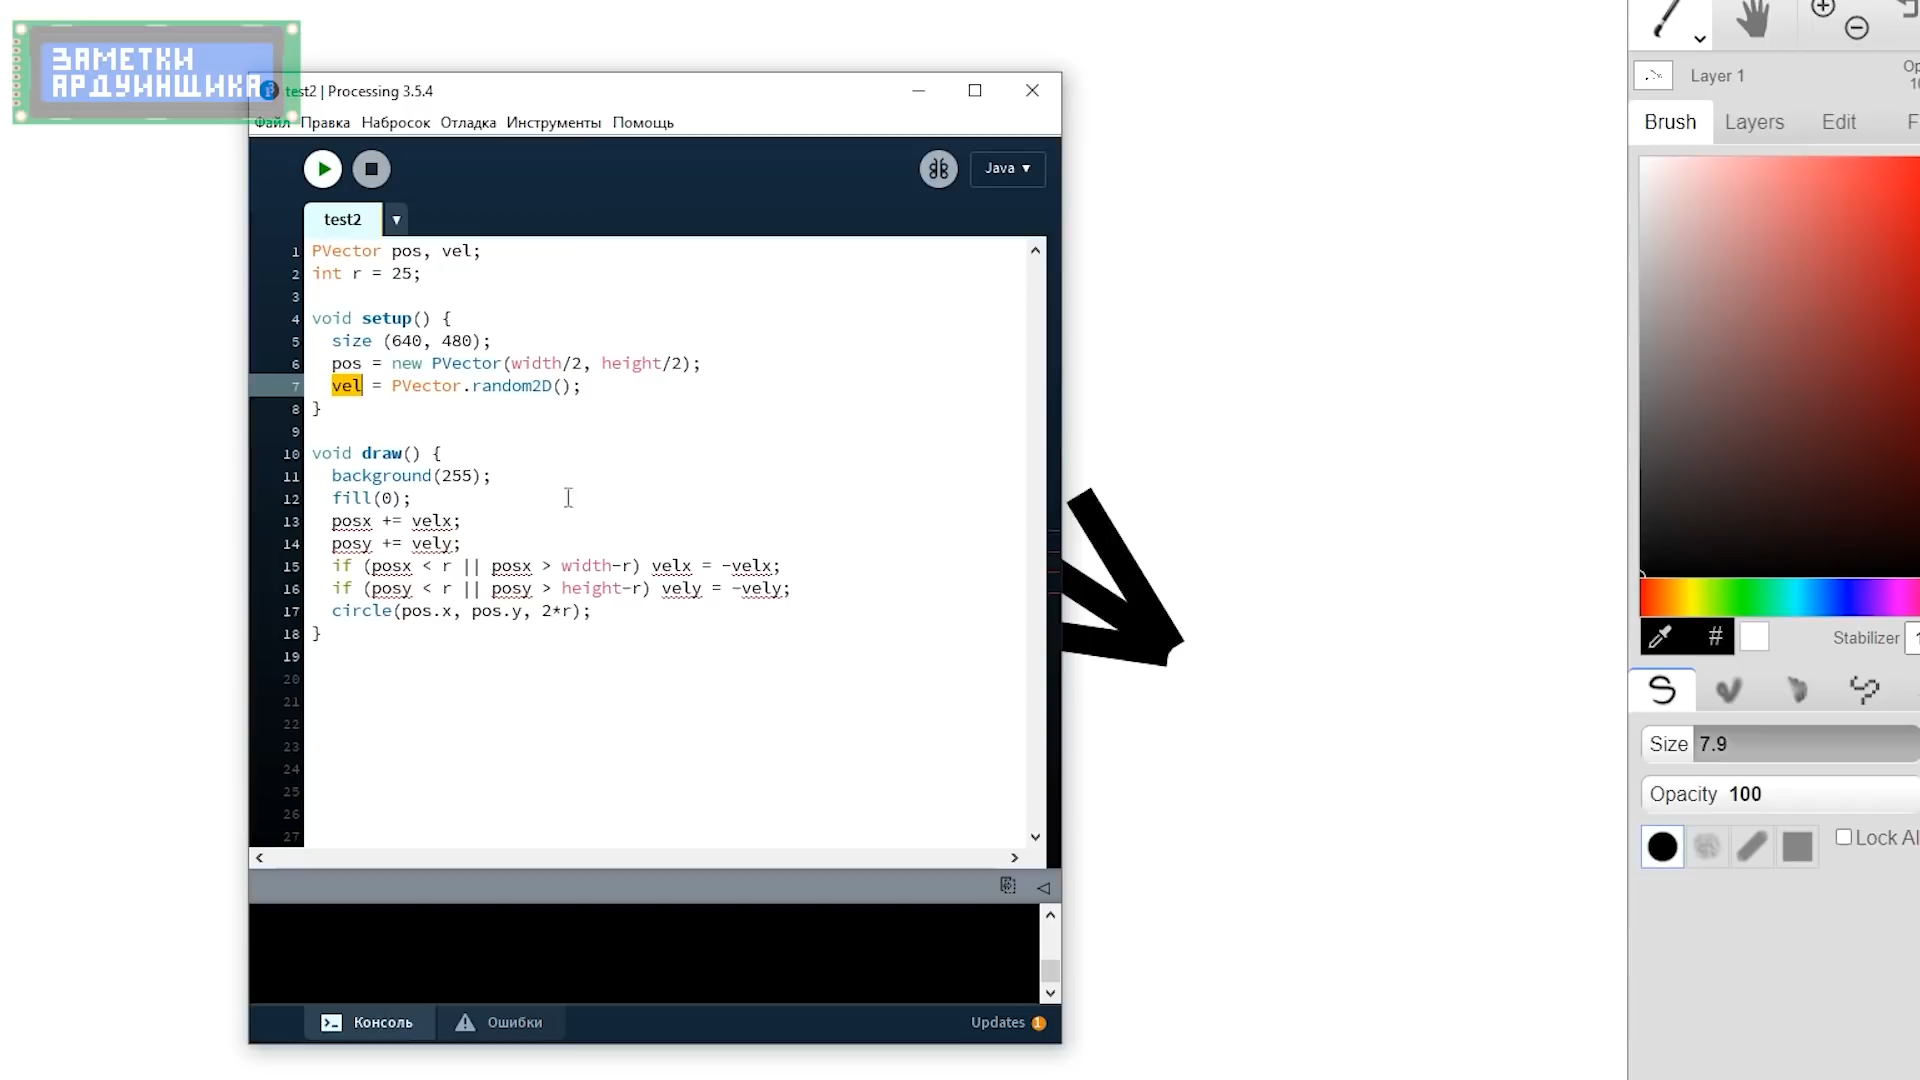 ЗАМЕТКИ
АРДУИНЩИКА
test2 | Processing 3.5.4
Файл Правка Набросок Отладка Инструменты Помощь
Java ▾
test2
1 PVector pos, vel;
2 int r = 25;
3
4 void setup() {
5 size (640, 480);
6 pos = new PVector(width/2, height/2);
7 vel = PVector.random2D();
8 }
9
10 void draw() {
11 background(255);
12 fill(0);
13 posx += velx;
14 posy += vely;
15 if (posx < r || posx > width-r) velx = -velx;
16 if (posy < r || posy > height-r) vely = -vely;
17 circle(pos.x, pos.y, 2*r);
18 }
19
20
21
22
23
24
25
26
27
Консоль
Ошибки
Updates 1
Layer 1
Brush Layers Edit
#
Stabilizer
Size 7.9
Opacity 100
Lock Al